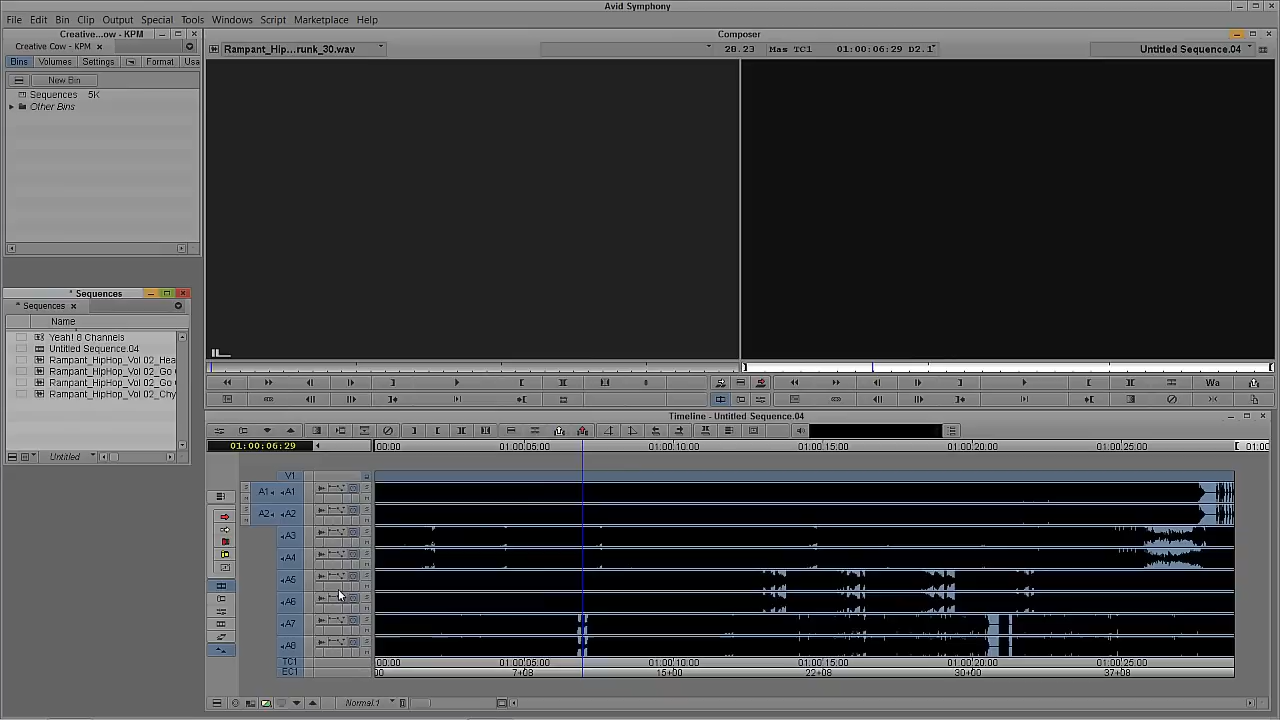 Avid Symphony
File Edit Bin Clip Output Special Tools Windows Script Marketplace Help
Creative...ow - KPM
Composer
Creative Cow - KPM
Rampant_Hip...runk_30.wav
28.23 Mas TC1 01:00:06:29 D2.1
Untitled Sequence.04
Bins Volumes Settings Format Usa
New Bin
Sequences 5K
Other Bins
* Sequences
* Sequences
Name
Yeah! 8 Channels
Untitled Sequence.04
Rampant_HipHop_Vol 02_Hea
Rampant_HipHop_Vol 02_Go
Rampant_HipHop_Vol 02_Go
Rampant_HipHop_Vol 02_Chy
Untitled
Wa
Timeline - Untitled Sequence.04
01:00:06:29
00:00 01:00:05:00 01:00:10:00 01:00:15:00 01:00:20:00 01:00:25:00 01:00
V1
A1 A1
A2 A2
A3
A4
A5
A6
A7
A8
TC1 00:00 01:00:05:00 01:00:10:00 01:00:15:00 01:00:20:00 01:00:25:00
EC1 00 7+08 15+00 22+08 30+00 37+08
Normal.1